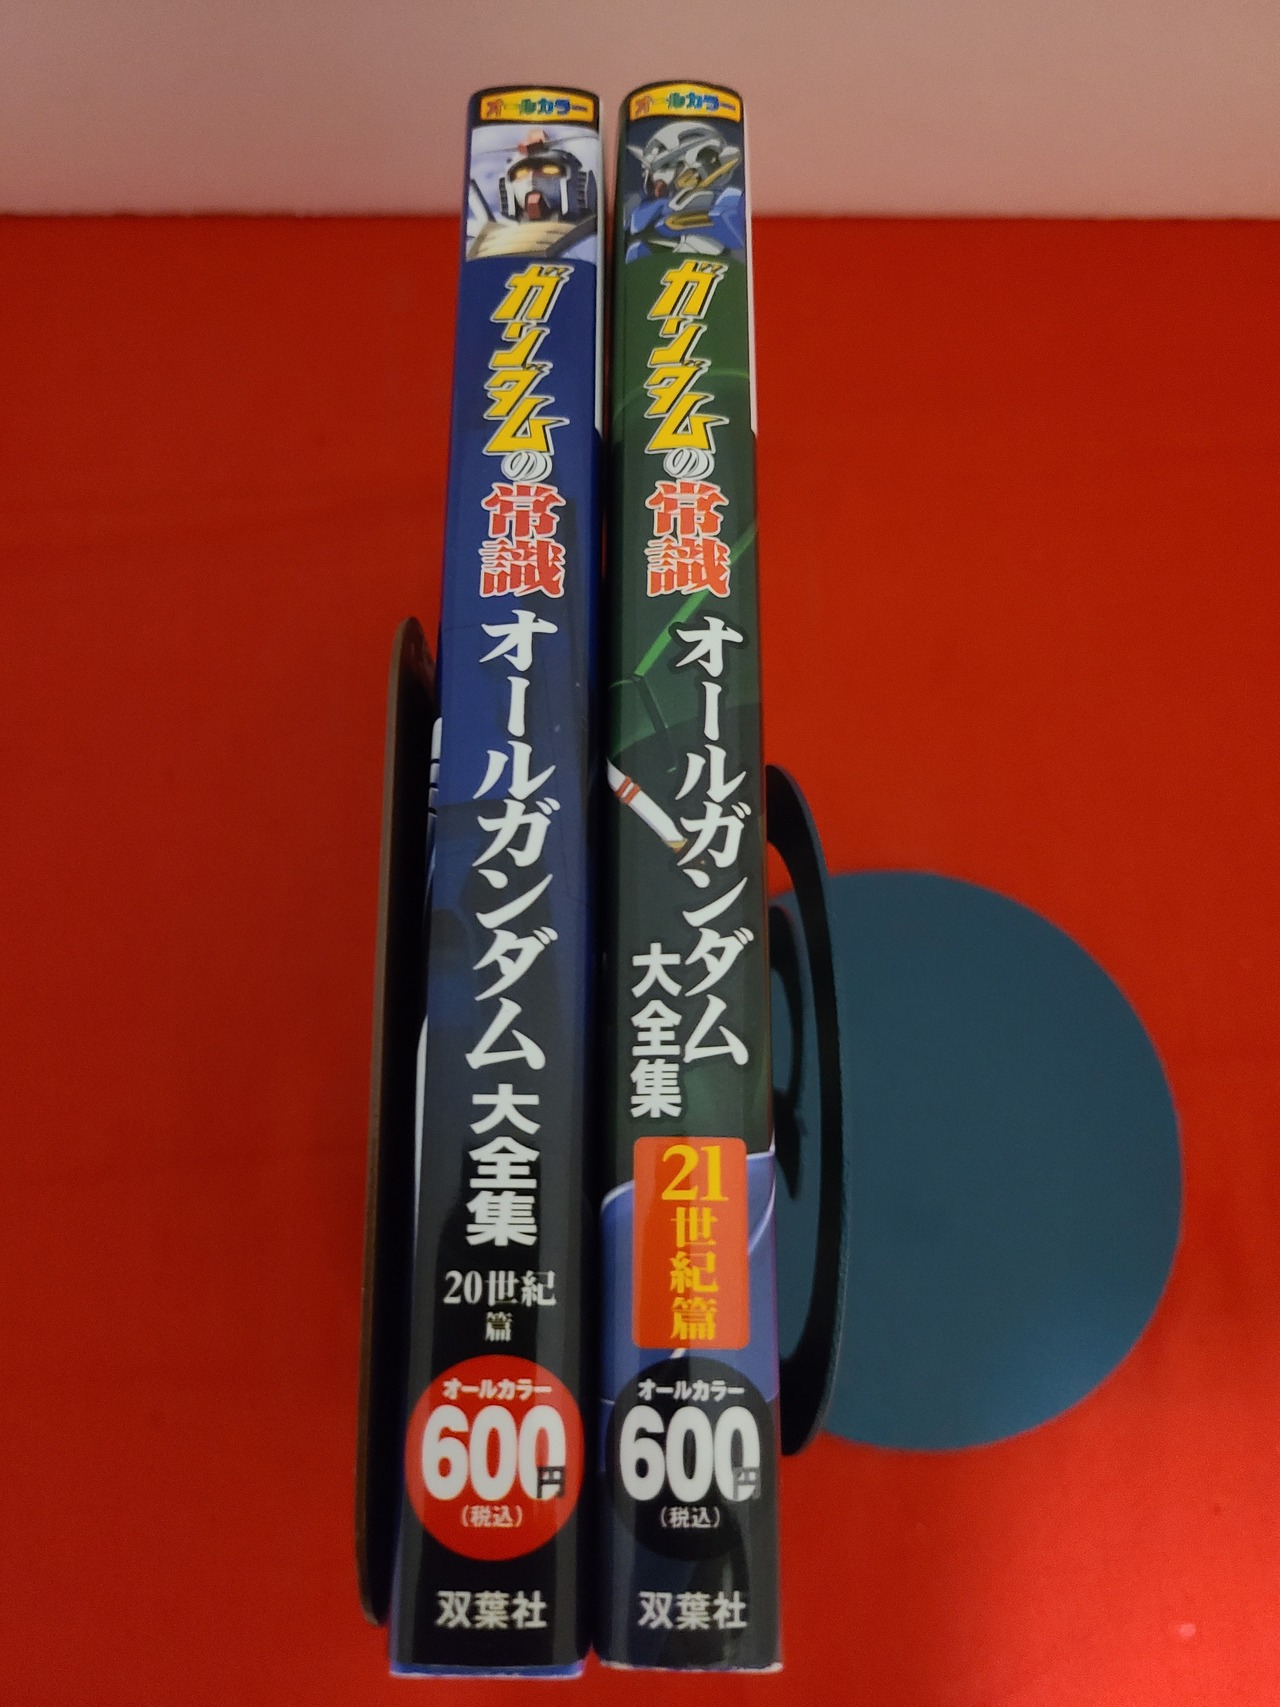 オールカラー
ガンダムの常識
オールガンダム大全集
20世紀
篇
オールカラー
600円
(税込)
双葉社
オールカラー
ガンダムの常識
オールガンダム
大全集
21世紀篇
オールカラー
600円
(税込)
双葉社